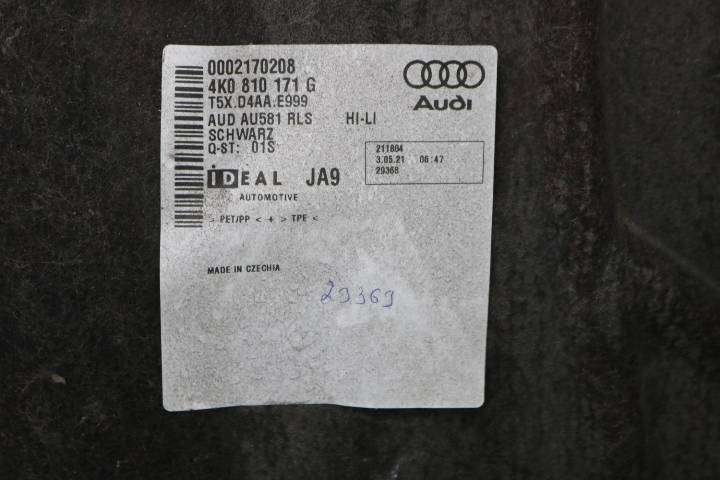 0002170208
4K0 810 171 G
T5X.D4AA.E999
AUD AU581 RLS HI-LI
SCHWARZ
Q-ST: 01S
Audi
211884
3.05.21 06:47
29368
iDEAL JA9
AUTOMOTIVE
> PET/PP < + > TPE <
MADE IN CZECHIA
29369